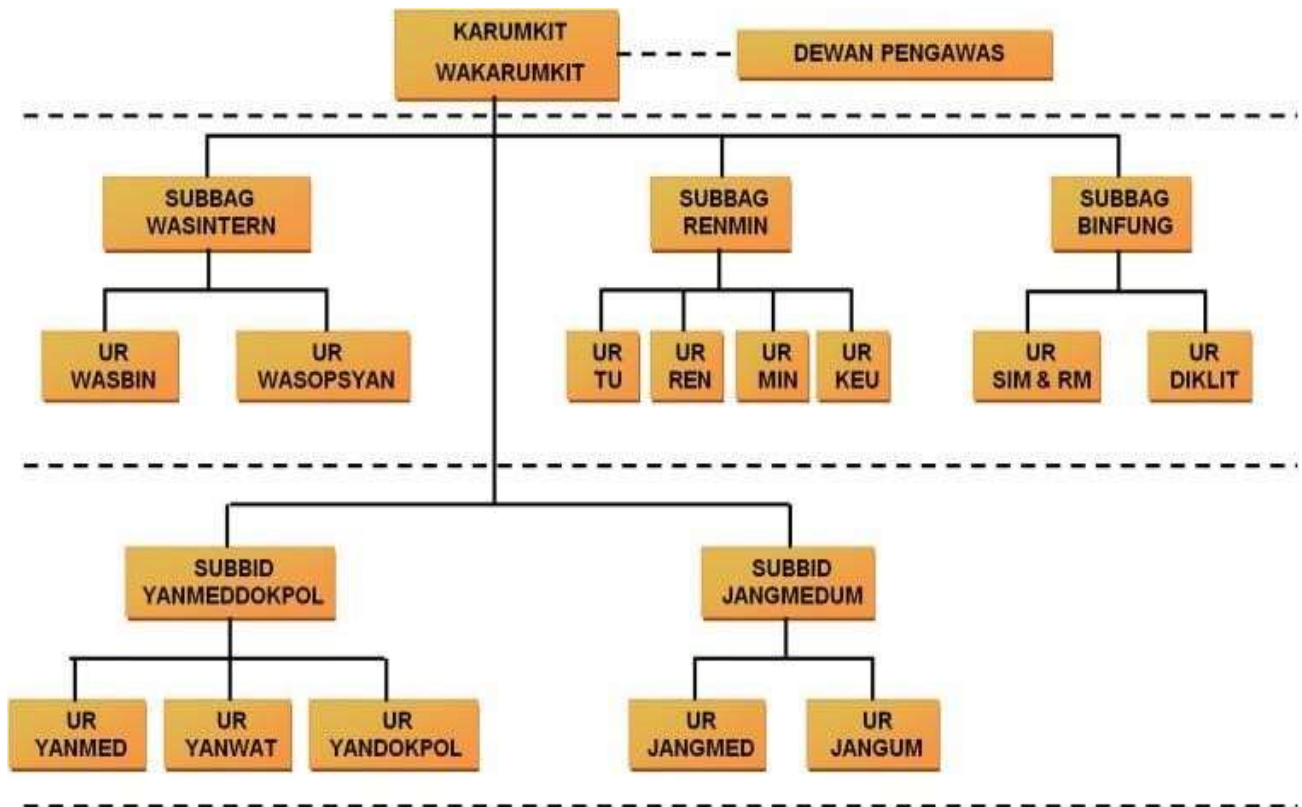 KARUMKIT
WAKARUMKIT
DEWAN PENGAWAS
SUBBAG
WASINTERN
SUBBAG
RENMIN
SUBBAG
BINFUNG
UR
WASBIN
UR
WASOPSYAN
UR
TU
UR
REN
UR
MIN
UR
KEU
UR
SIM & RM
UR
DIKLIT
SUBBID
YANMEDDOKPOL
SUBBID
JANGMEDUM
UR
YANMED
UR
YANWAT
UR
YANDOKPOL
UR
JANGMED
UR
JANGUM